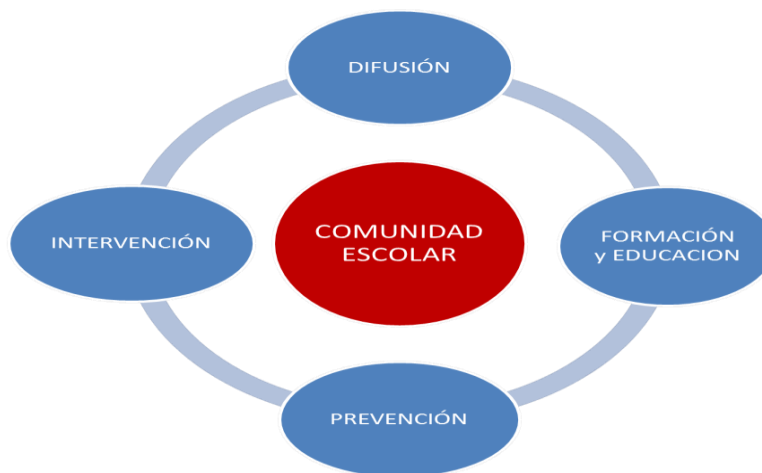 DIFUSIÓN
INTERVENCIÓN
COMUNIDAD
ESCOLAR
FORMACIÓN
y EDUCACION
PREVENCIÓN